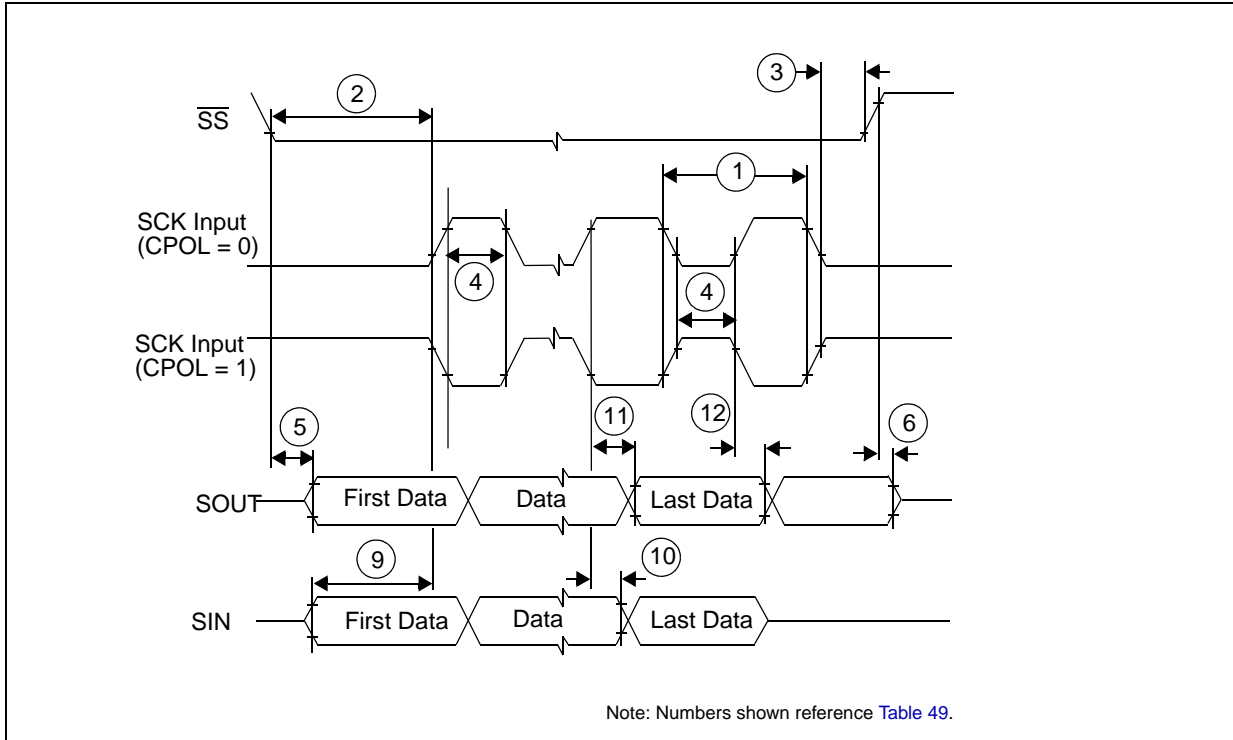 3
2
SS
1
SCK Input
(CPOL = 0)
4
4
SCK Input
(CPOL = 1)
11
12
5
6
SOUT
First Data
Data
Last Data
9
10
SIN
First Data
Data
Last Data
Note: Numbers shown reference Table 49.